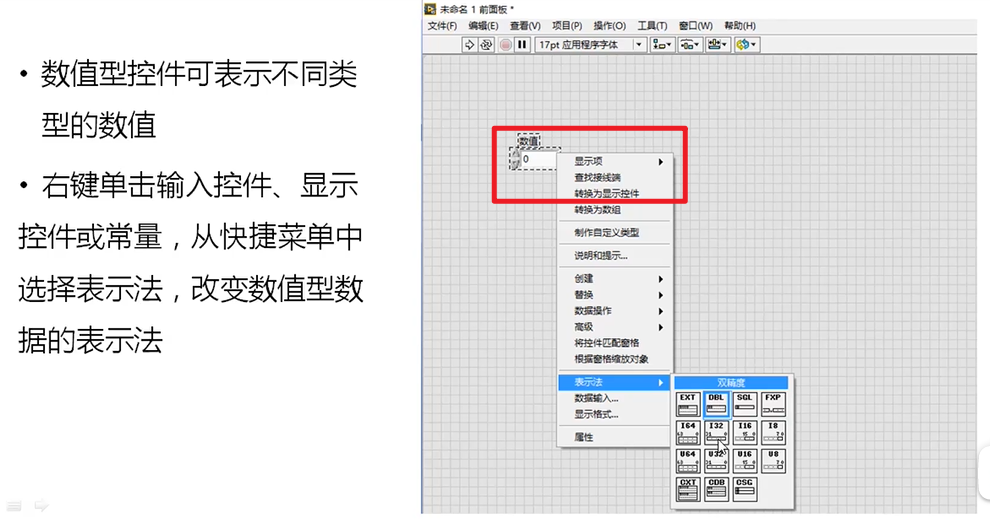 • 数值型控件可表示不同类
型的数值
• 右键单击输入控件、显示
控件或常量，从快捷菜单中
选择表示法，改变数值型数
据的表示法
未命名 1 前面板 *
文件(F) 编辑(E) 查看(V) 项目(P) 操作(O) 工具(T) 窗口(W) 帮助(H)
17pt 应用程序字体
数值
0
显示项
查找接线端
转换为显示控件
转换为数组
制作自定义类型
说明和提示...
创建
替换
数据操作
高级
将控件匹配窗格
根据窗格缩放对象
表示法
数据输入...
显示格式...
属性
双精度
EXT DBL SGL FXP
I64 I32 I16 I8
U64 U32 U16 U8
CXT CDB CSG